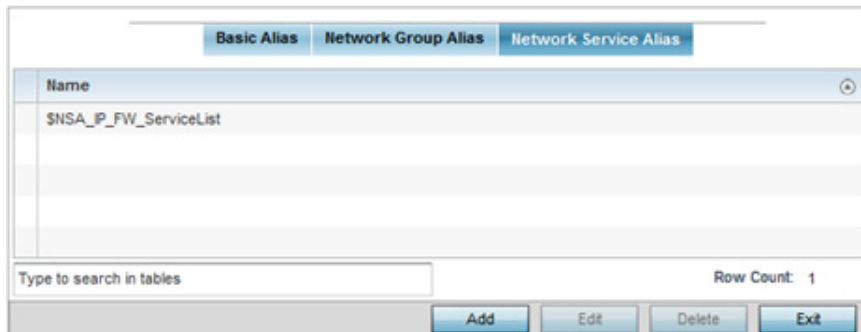 Basic Alias Network Group Alias Network Service Alias
Name
$NSA_IP_FW_ServiceList
Type to search in tables Row Count: 1
Add Edit Delete Exit